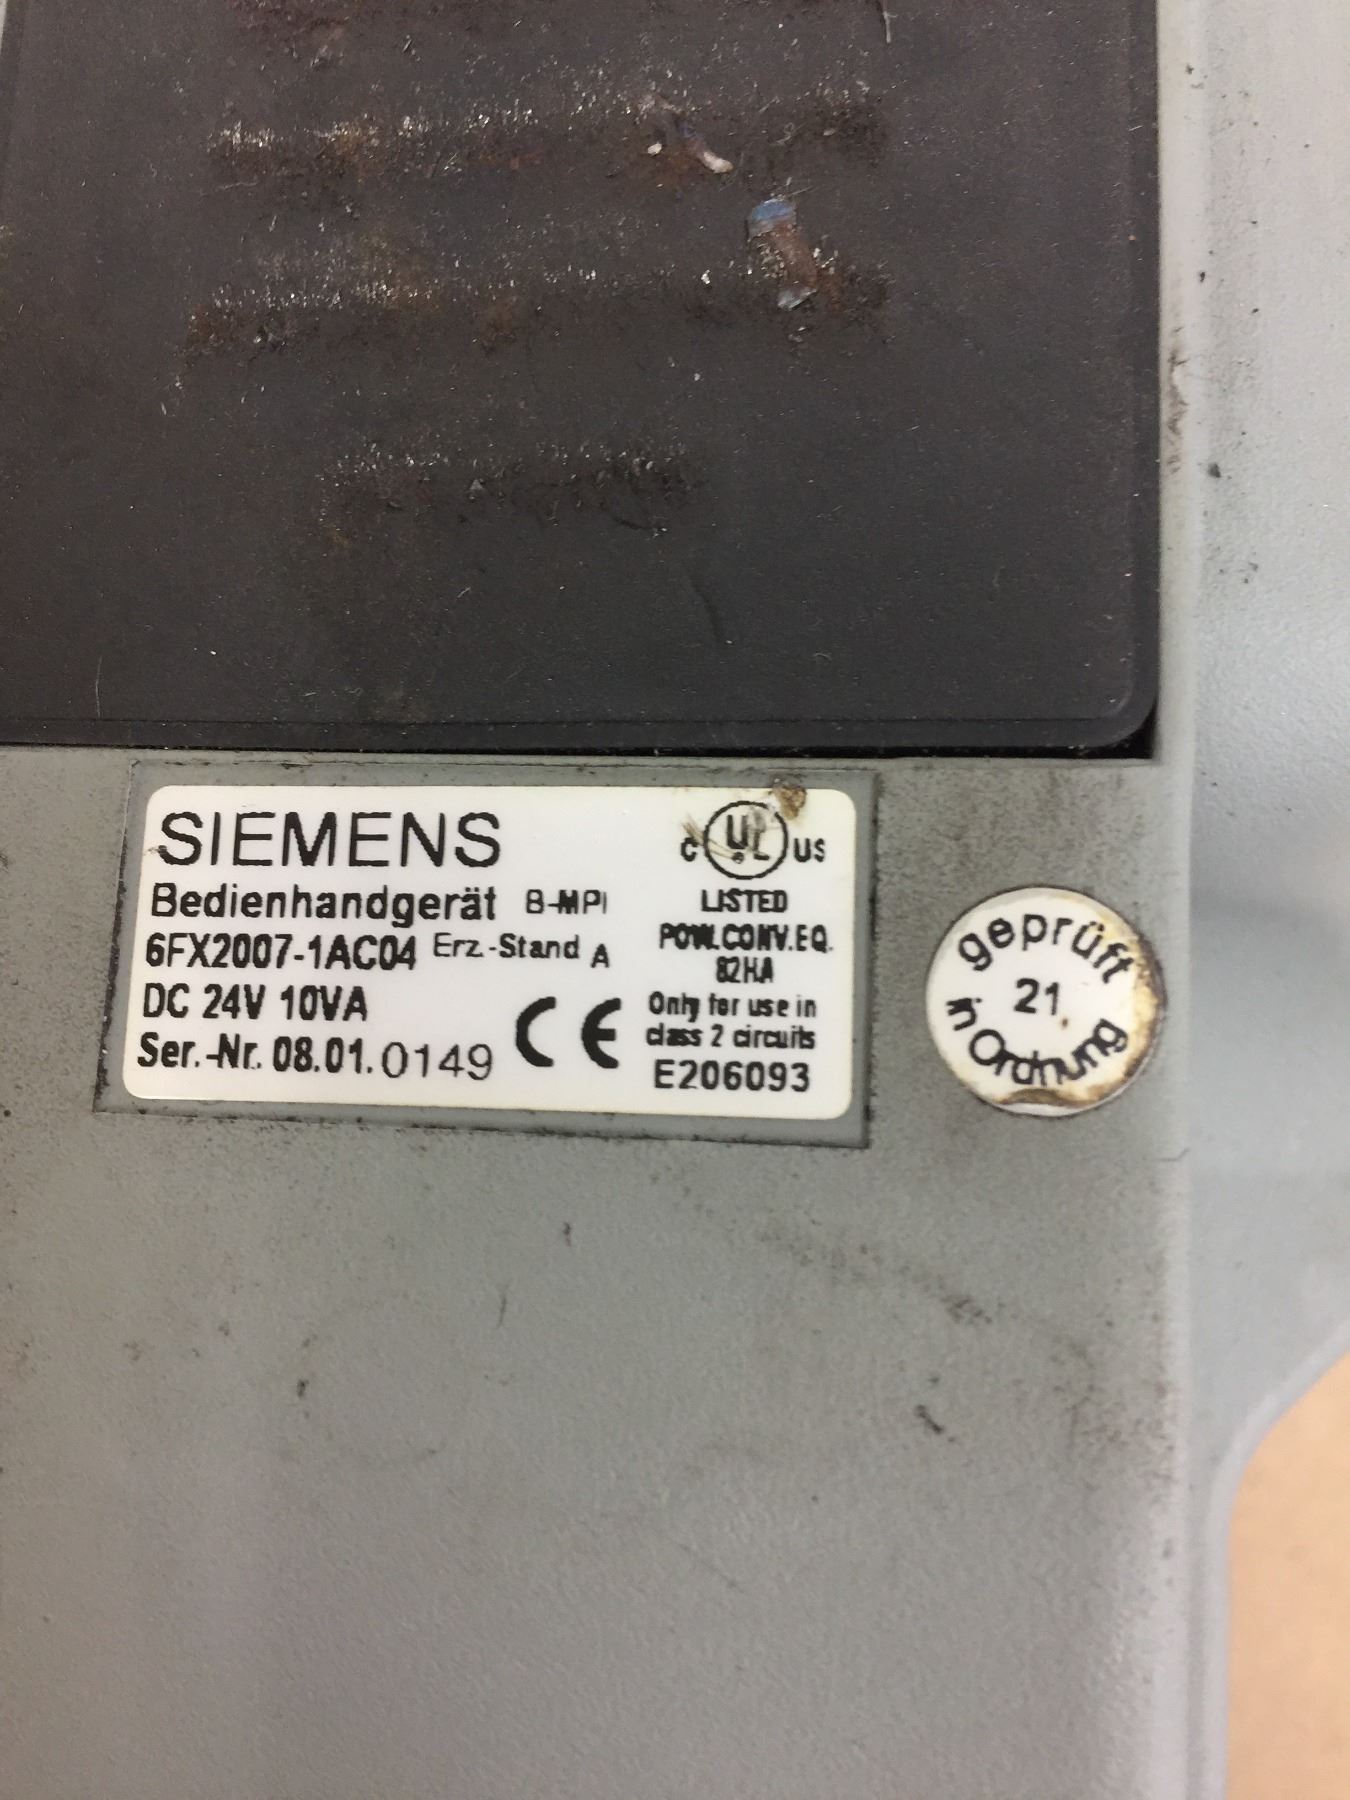 SIEMENS
Bedienhandgerät B-MPI
6FX2007-1AC04 Erz.-Stand A
DC 24V 10VA
Ser.-Nr. 08.01.0149
CE
C UL US
LISTED
POW.CONV.EQ.
82HA
Only for use in
class 2 circuits
E206093
geprüft
21
in Ordnung